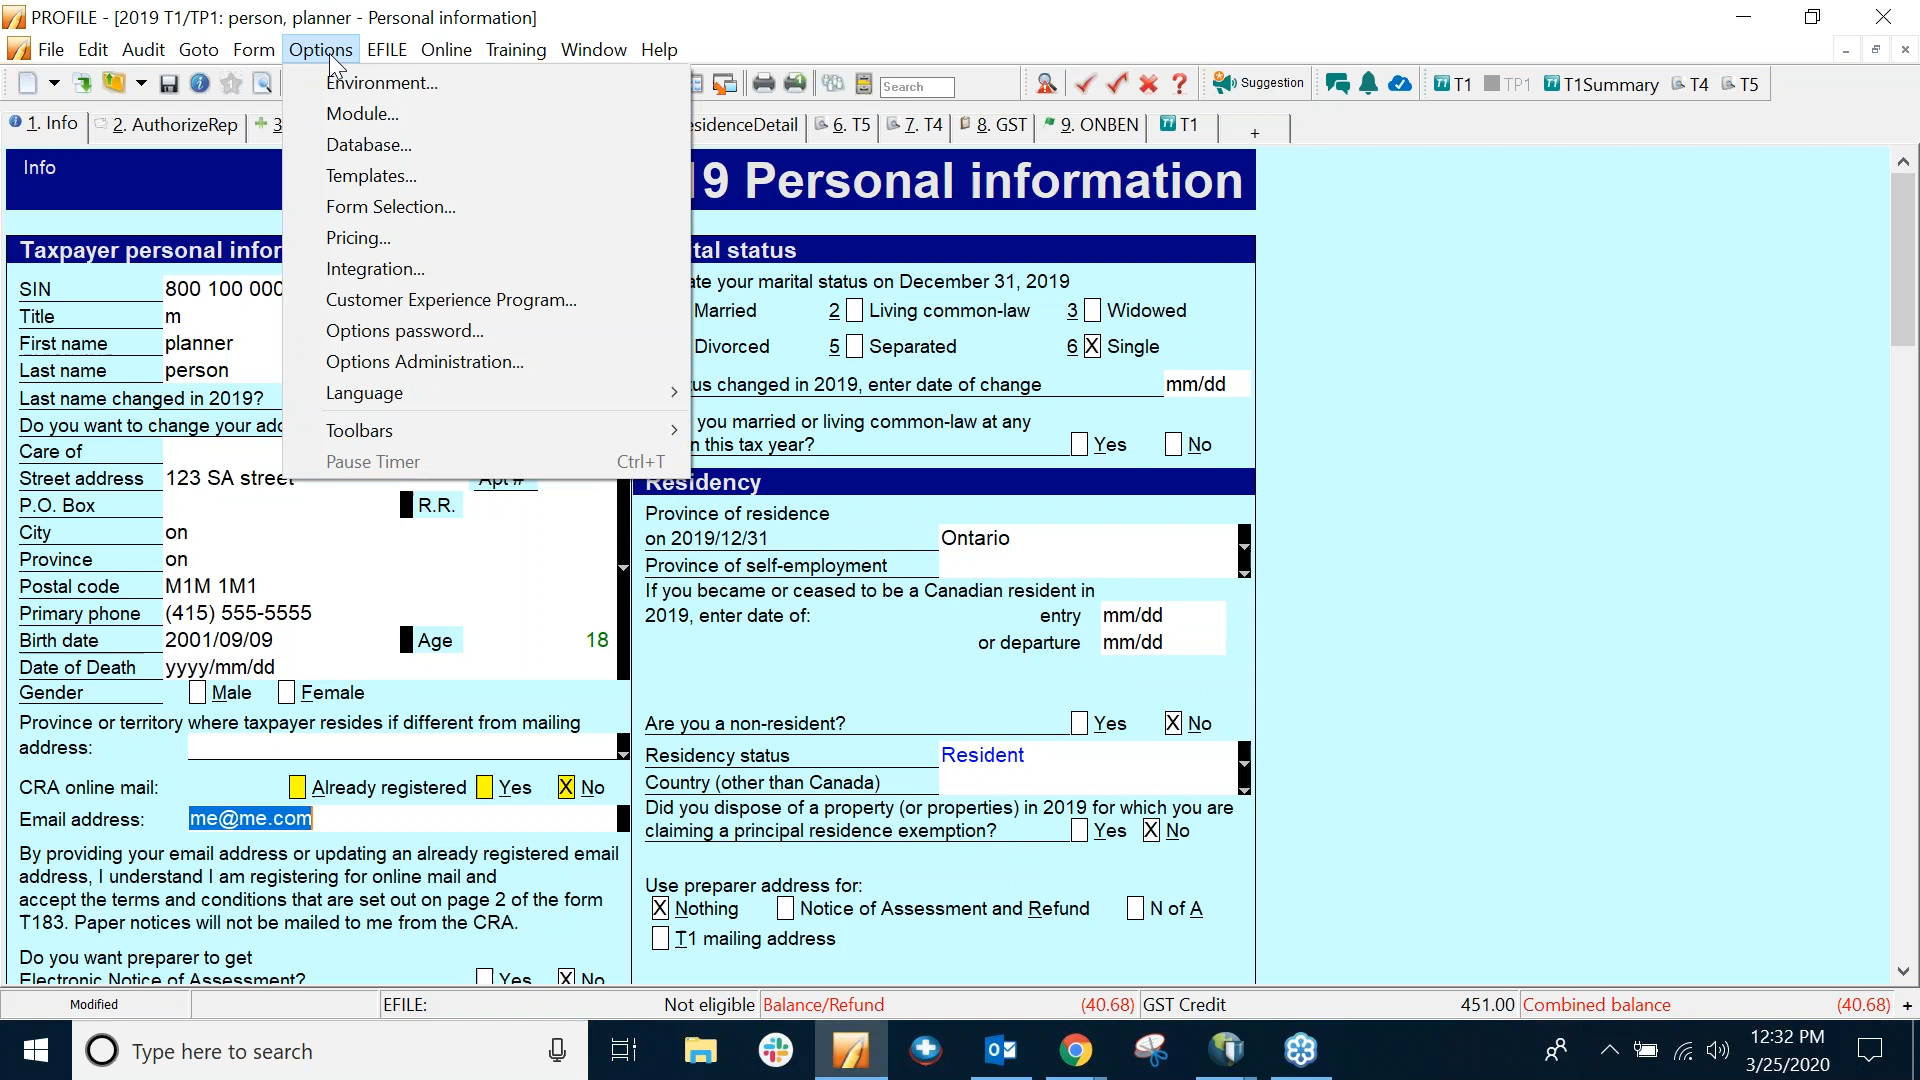 PROFILE - [2019 T1/TP1: person, planner - Personal information]
File Edit Audit Goto Form Options EFILE Online Training Window Help
Search Suggestion T1 TP1 T1Summary T4 T5
1. Info 2. AuthorizeRep 3 esidenceDetail 6. T5 7. T4 8. GST 9. ONBEN T1 +
Environment...
Module...
Database...
Templates...
Form Selection...
Pricing...
Integration...
Customer Experience Program...
Options password...
Options Administration...
Language
Toolbars
Pause Timer Ctrl+T
Info
9 Personal information
Taxpayer personal infor
SIN 800 100 000
Title m
First name planner
Last name person
Last name changed in 2019?
Do you want to change your add
Care of
Street address 123 SA street Apt #
P.O. Box R.R.
City on
Province on
Postal code M1M 1M1
Primary phone (415) 555-5555
Birth date 2001/09/09 Age 18
Date of Death yyyy/mm/dd
Gender Male Female
Province or territory where taxpayer resides if different from mailing
address:
CRA online mail: Already registered Yes X No
Email address: me@me.com
By providing your email address or updating an already registered email
address, I understand I am registering for online mail and
accept the terms and conditions that are set out on page 2 of the form
T183. Paper notices will not be mailed to me from the CRA.
Do you want preparer to get
Electronic Notice of Assessment? Yes X No
tal status
ate your marital status on December 31, 2019
Married 2 Living common-law 3 Widowed
Divorced 5 Separated 6 X Single
us changed in 2019, enter date of change mm/dd
you married or living common-law at any
n this tax year? Yes No
Residency
Province of residence
on 2019/12/31 Ontario
Province of self-employment
If you became or ceased to be a Canadian resident in
2019, enter date of: entry mm/dd
or departure mm/dd
Are you a non-resident? Yes X No
Residency status Resident
Country (other than Canada)
Did you dispose of a property (or properties) in 2019 for which you are
claiming a principal residence exemption? Yes X No
Use preparer address for:
X Nothing Notice of Assessment and Refund N of A
T1 mailing address
Modified EFILE: Not eligible Balance/Refund (40.68) GST Credit 451.00 Combined balance (40.68) +
Type here to search
12:32 PM
3/25/2020